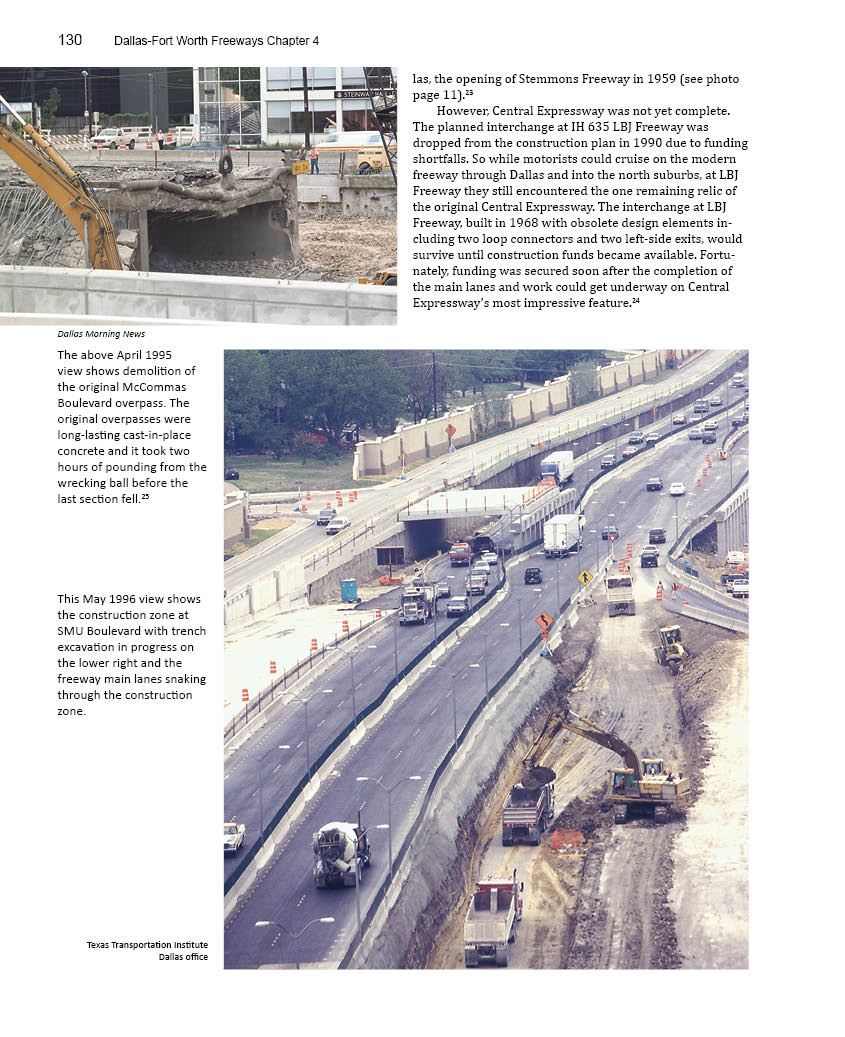 130 Dallas-Fort Worth Freeways Chapter 4
STEINWAY
las, the opening of Stemmons Freeway in 1959 (see photo
page 11).²³
However, Central Expressway was not yet complete.
The planned interchange at IH 635 LBJ Freeway was
dropped from the construction plan in 1990 due to funding
shortfalls. So while motorists could cruise on the modern
freeway through Dallas and into the north suburbs, at LBJ
Freeway they still encountered the one remaining relic of
the original Central Expressway. The interchange at LBJ
Freeway, built in 1968 with obsolete design elements in-
cluding two loop connectors and two left-side exits, would
survive until construction funds became available. Fortu-
nately, funding was secured soon after the completion of
the main lanes and work could get underway on Central
Expressway's most impressive feature.²⁴
Dallas Morning News
The above April 1995
view shows demolition of
the original McCommas
Boulevard overpass. The
original overpasses were
long-lasting cast-in-place
concrete and it took two
hours of pounding from the
wrecking ball before the
last section fell.²⁵
This May 1996 view shows
the construction zone at
SMU Boulevard with trench
excavation in progress on
the lower right and the
freeway main lanes snaking
through the construction
zone.
Texas Transportation Institute
Dallas office